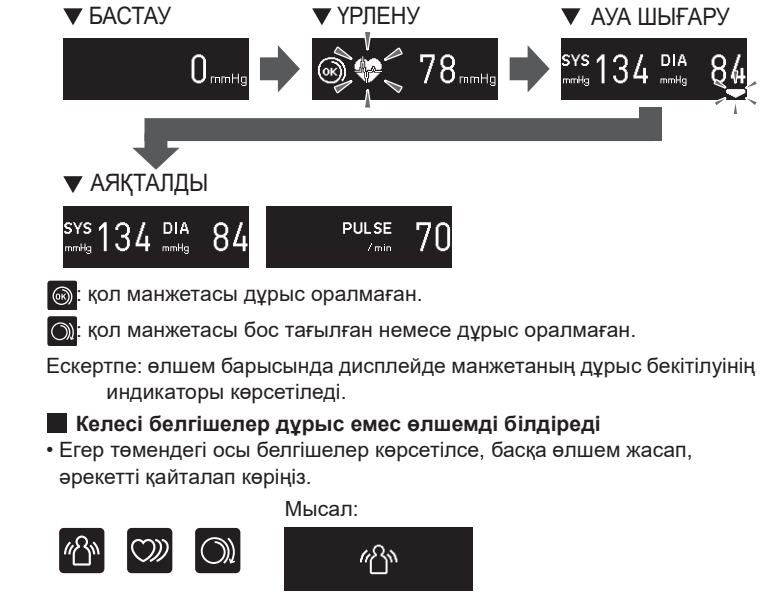 ▼ БАСТАУ
▼ ҮРЛЕНУ
▼ АУА ШЫҒАРУ
0 mmHg
OK 78 mmHg
SYS mmHg 134 DIA mmHg 84
▼ АЯҚТАЛДЫ
SYS mmHg 134 DIA mmHg 84
PULSE /min 70
OK : қол манжетасы дұрыс оралмаған.
: қол манжетасы бос тағылған немесе дұрыс оралмаған.
Ескертпе: өлшем барысында дисплейде манжетаның дұрыс бекітілуінің
индикаторы көрсетіледі.
Келесі белгішелер дұрыс емес өлшемді білдіреді
• Егер төмендегі осы белгішелер көрсетілсе, басқа өлшем жасап,
әрекетті қайталап көріңіз.
Мысал: